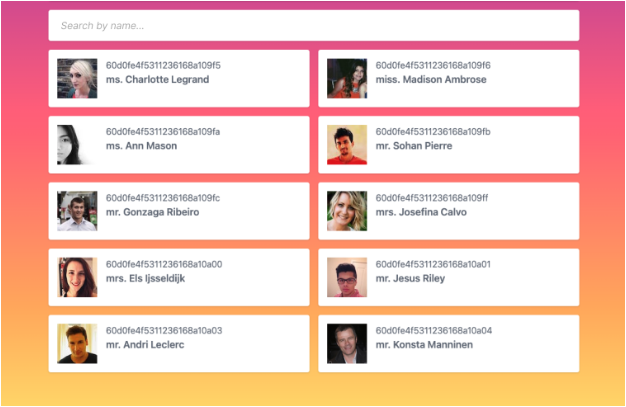 Search by name...
60d0fe4f5311236168a109f5
ms. Charlotte Legrand
60d0fe4f5311236168a109f6
miss. Madison Ambrose
60d0fe4f5311236168a109fa
ms. Ann Mason
60d0fe4f5311236168a109fb
mr. Sohan Pierre
60d0fe4f5311236168a109fc
mr. Gonzaga Ribeiro
60d0fe4f5311236168a109ff
mrs. Josefina Calvo
60d0fe4f5311236168a10a00
mrs. Els Ijsseldijk
60d0fe4f5311236168a10a01
mr. Jesus Riley
60d0fe4f5311236168a10a03
mr. Andri Leclerc
60d0fe4f5311236168a10a04
mr. Konsta Manninen